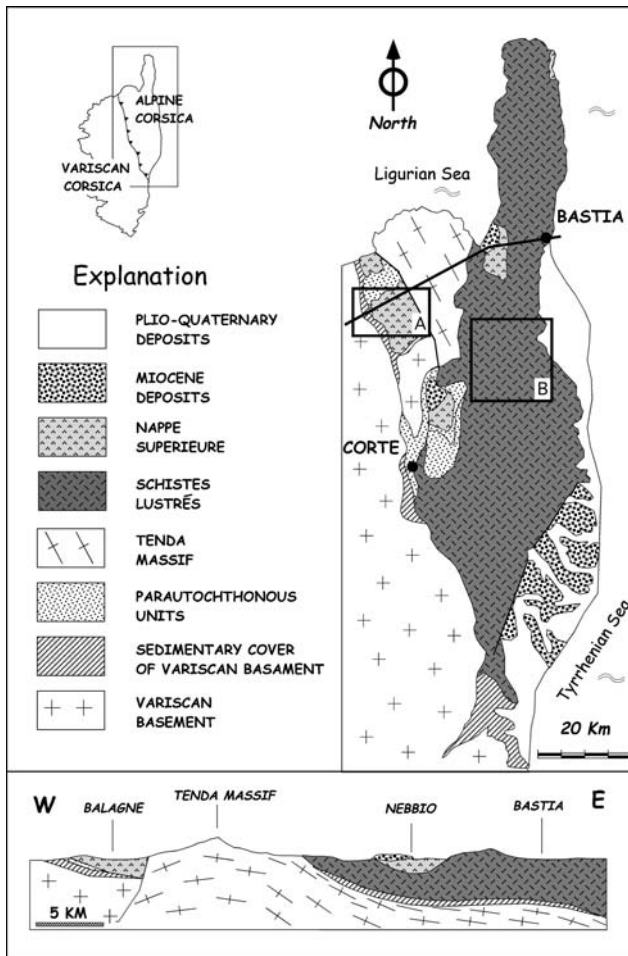 ALPINE
CORSICA
VARISCAN
CORSICA
North
Ligurian Sea
BASTIA
A
B
CORTE
Tyrrhenian Sea
20 Km
Explanation
PLIO-QUATERNARY
DEPOSITS
MIOCENE
DEPOSITS
NAPPE
SUPERIEURE
SCHISTES
LUSTRÉS
TENDA
MASSIF
PARAUTOCHTHONOUS
UNITS
SEDIMENTARY COVER
OF VARISCAN BASAMENT
VARISCAN
BASEMENT
W
BALAGNE
TENDA MASSIF
NEBBIO
BASTIA
E
5 KM